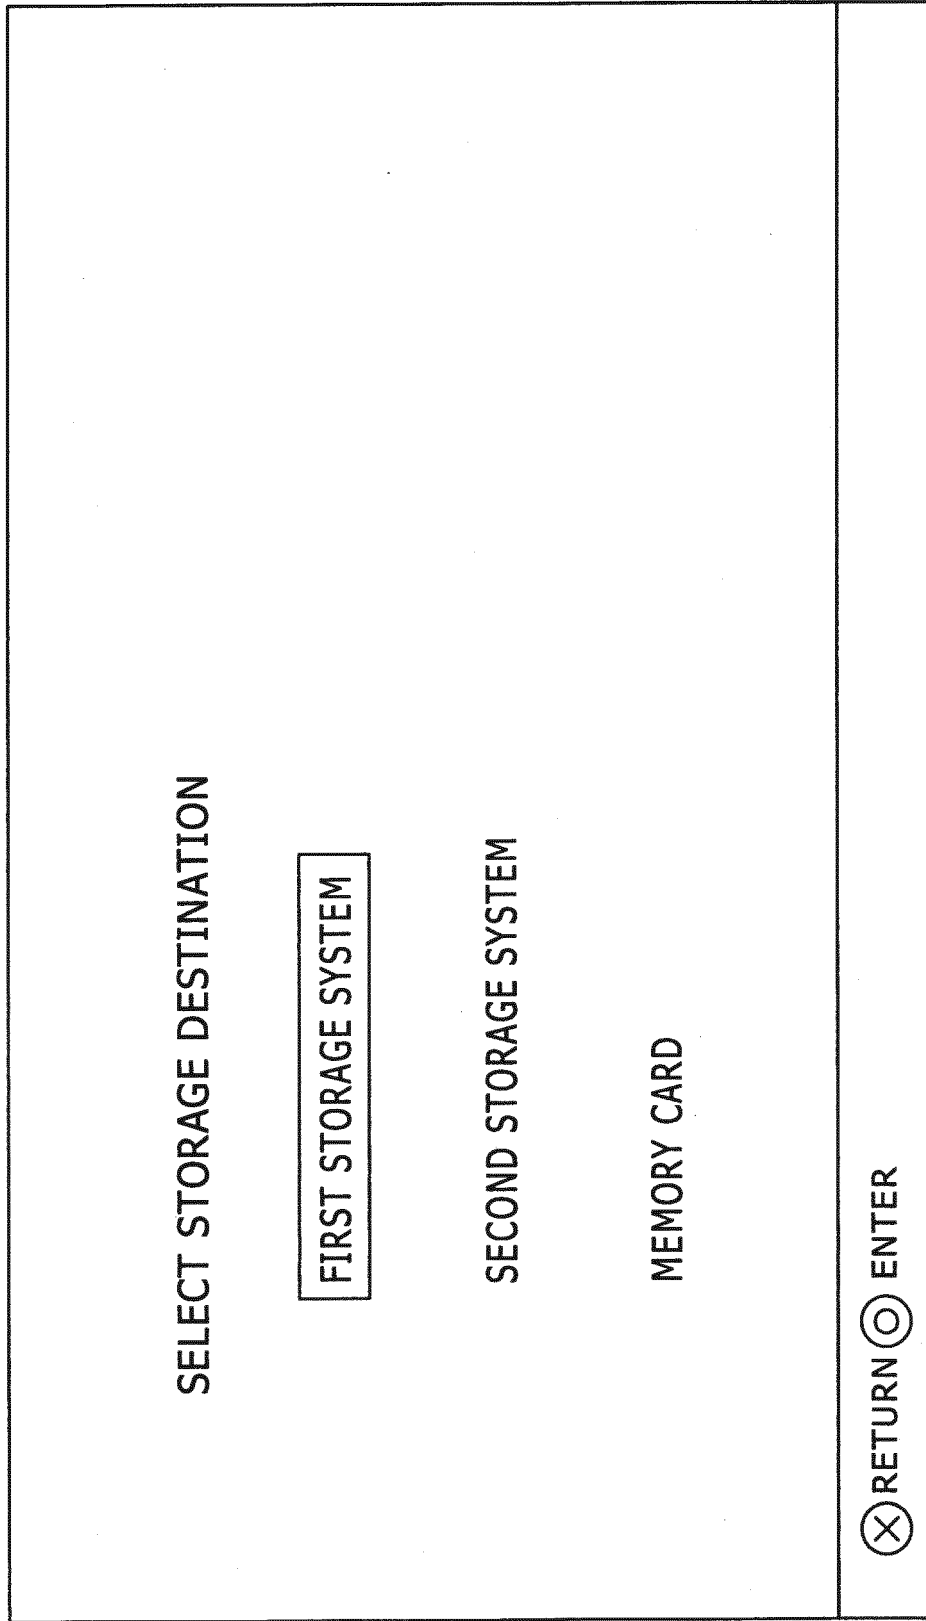 SELECT STORAGE DESTINATION
FIRST STORAGE SYSTEM
SECOND STORAGE SYSTEM
MEMORY CARD
Ⓧ RETURN ◎ ENTER